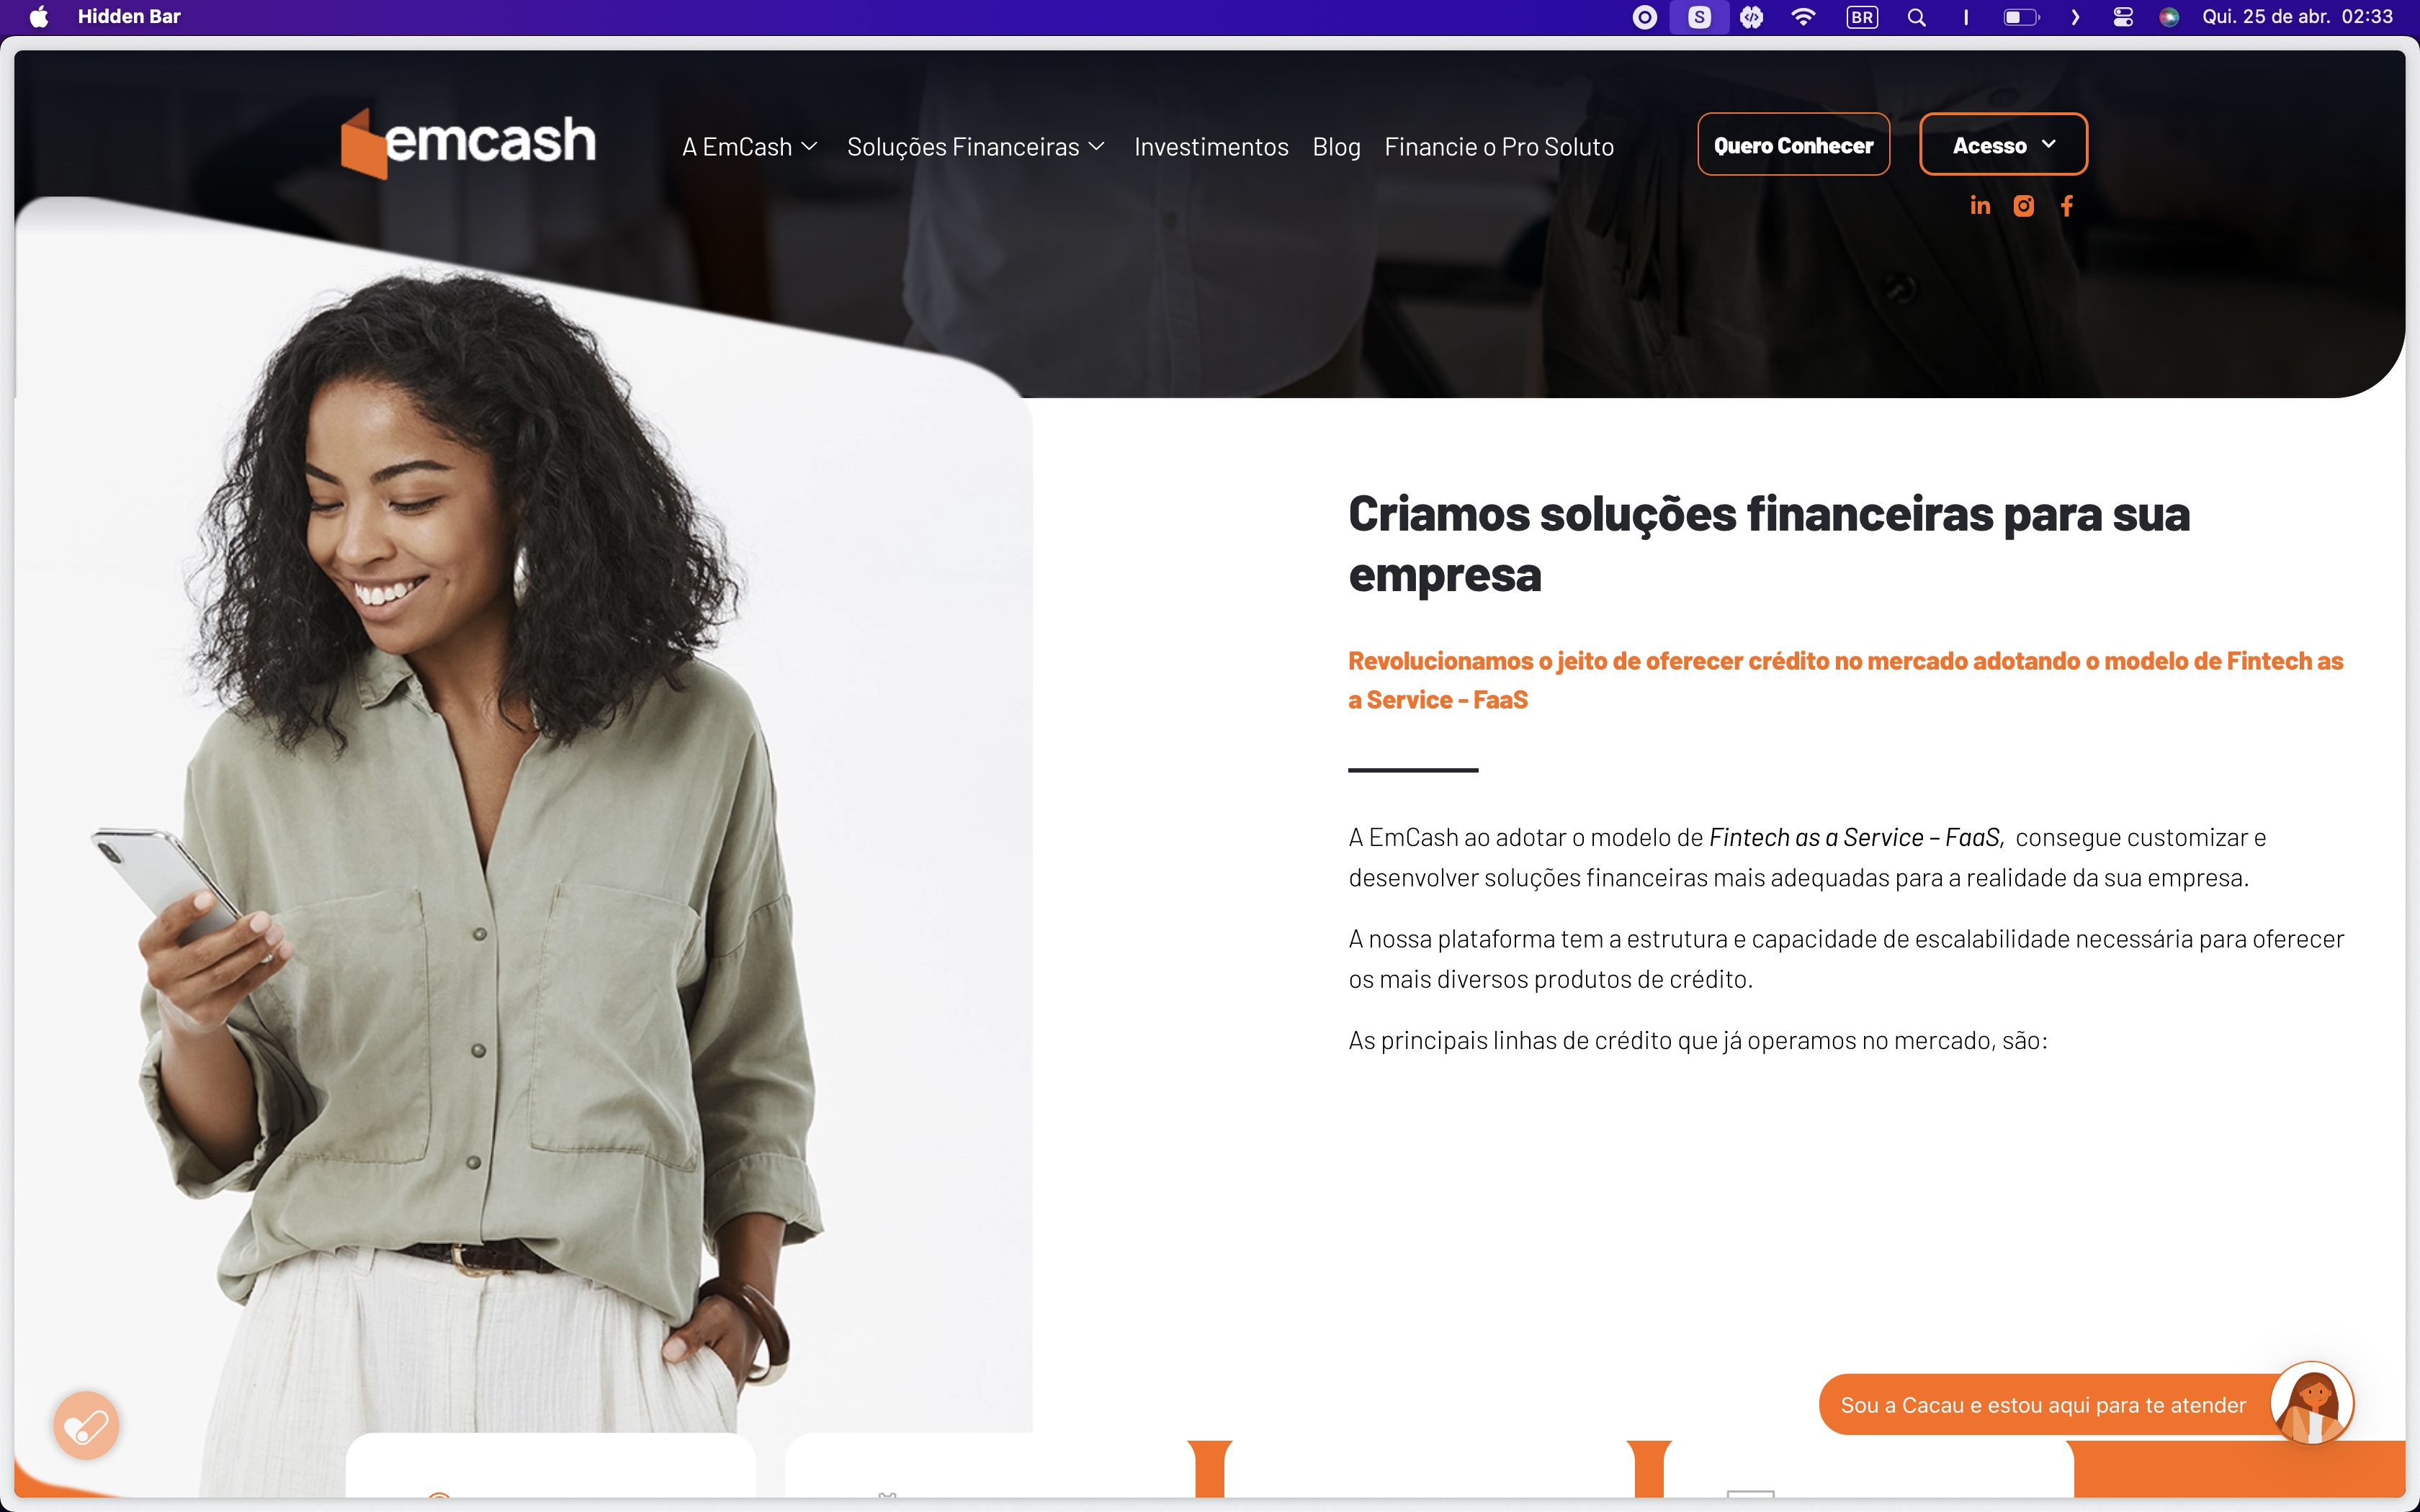 Hidden Bar
S
BR
Qui. 25 de abr. 02:33
emcash
A EmCash
Soluções Financeiras
Investimentos
Blog
Financie o Pro Soluto
Quero Conhecer
Acesso
in
f
Criamos soluções financeiras para sua
empresa
Revolucionamos o jeito de oferecer crédito no mercado adotando o modelo de Fintech as
a Service - FaaS
A EmCash ao adotar o modelo de Fintech as a Service – FaaS, consegue customizar e
desenvolver soluções financeiras mais adequadas para a realidade da sua empresa.
A nossa plataforma tem a estrutura e capacidade de escalabilidade necessária para oferecer
os mais diversos produtos de crédito.
As principais linhas de crédito que já operamos no mercado, são:
Sou a Cacau e estou aqui para te atender